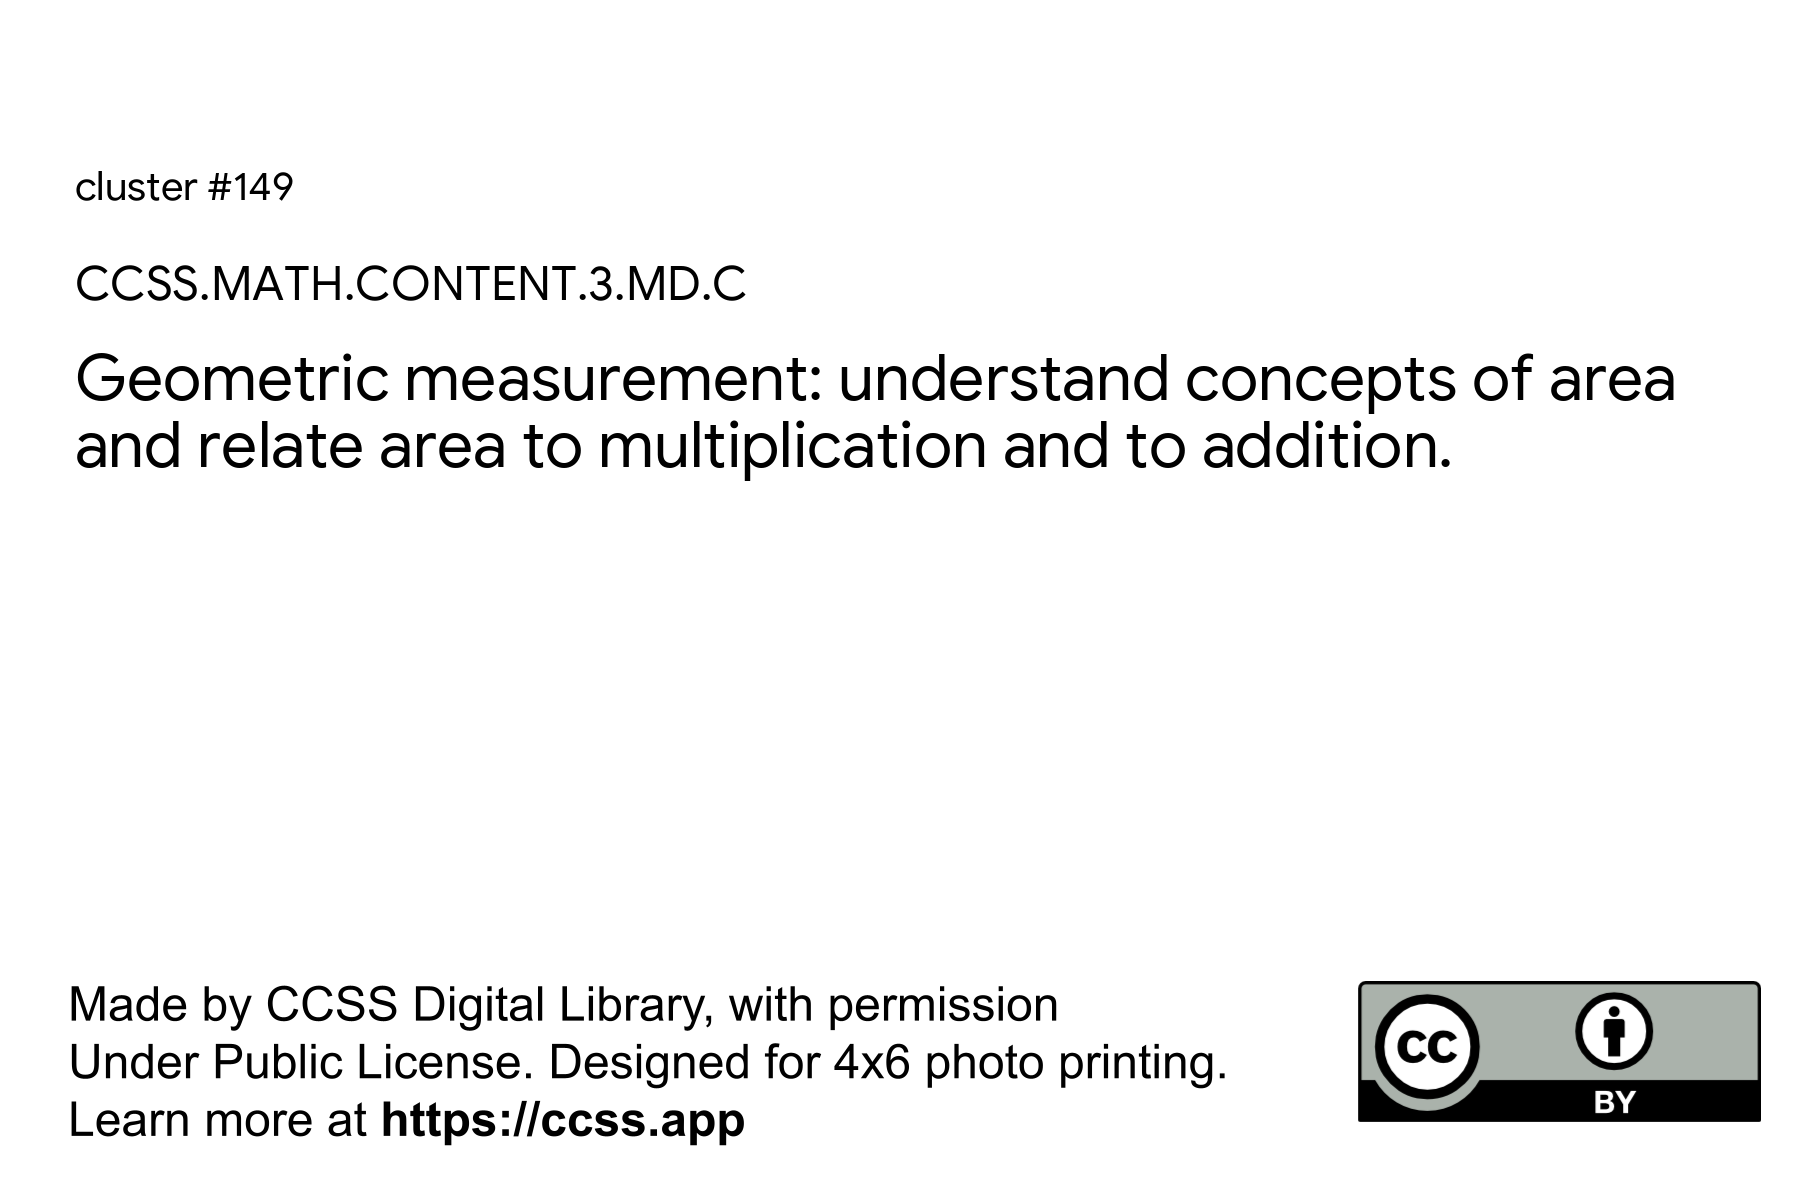 cluster #149
CCSS.MATH.CONTENT.3.MD.C
Geometric measurement: understand concepts of area
and relate area to multiplication and to addition.
Made by CCSS Digital Library, with permission
Under Public License. Designed for 4x6 photo printing.
Learn more at https://ccss.app
CC
BY